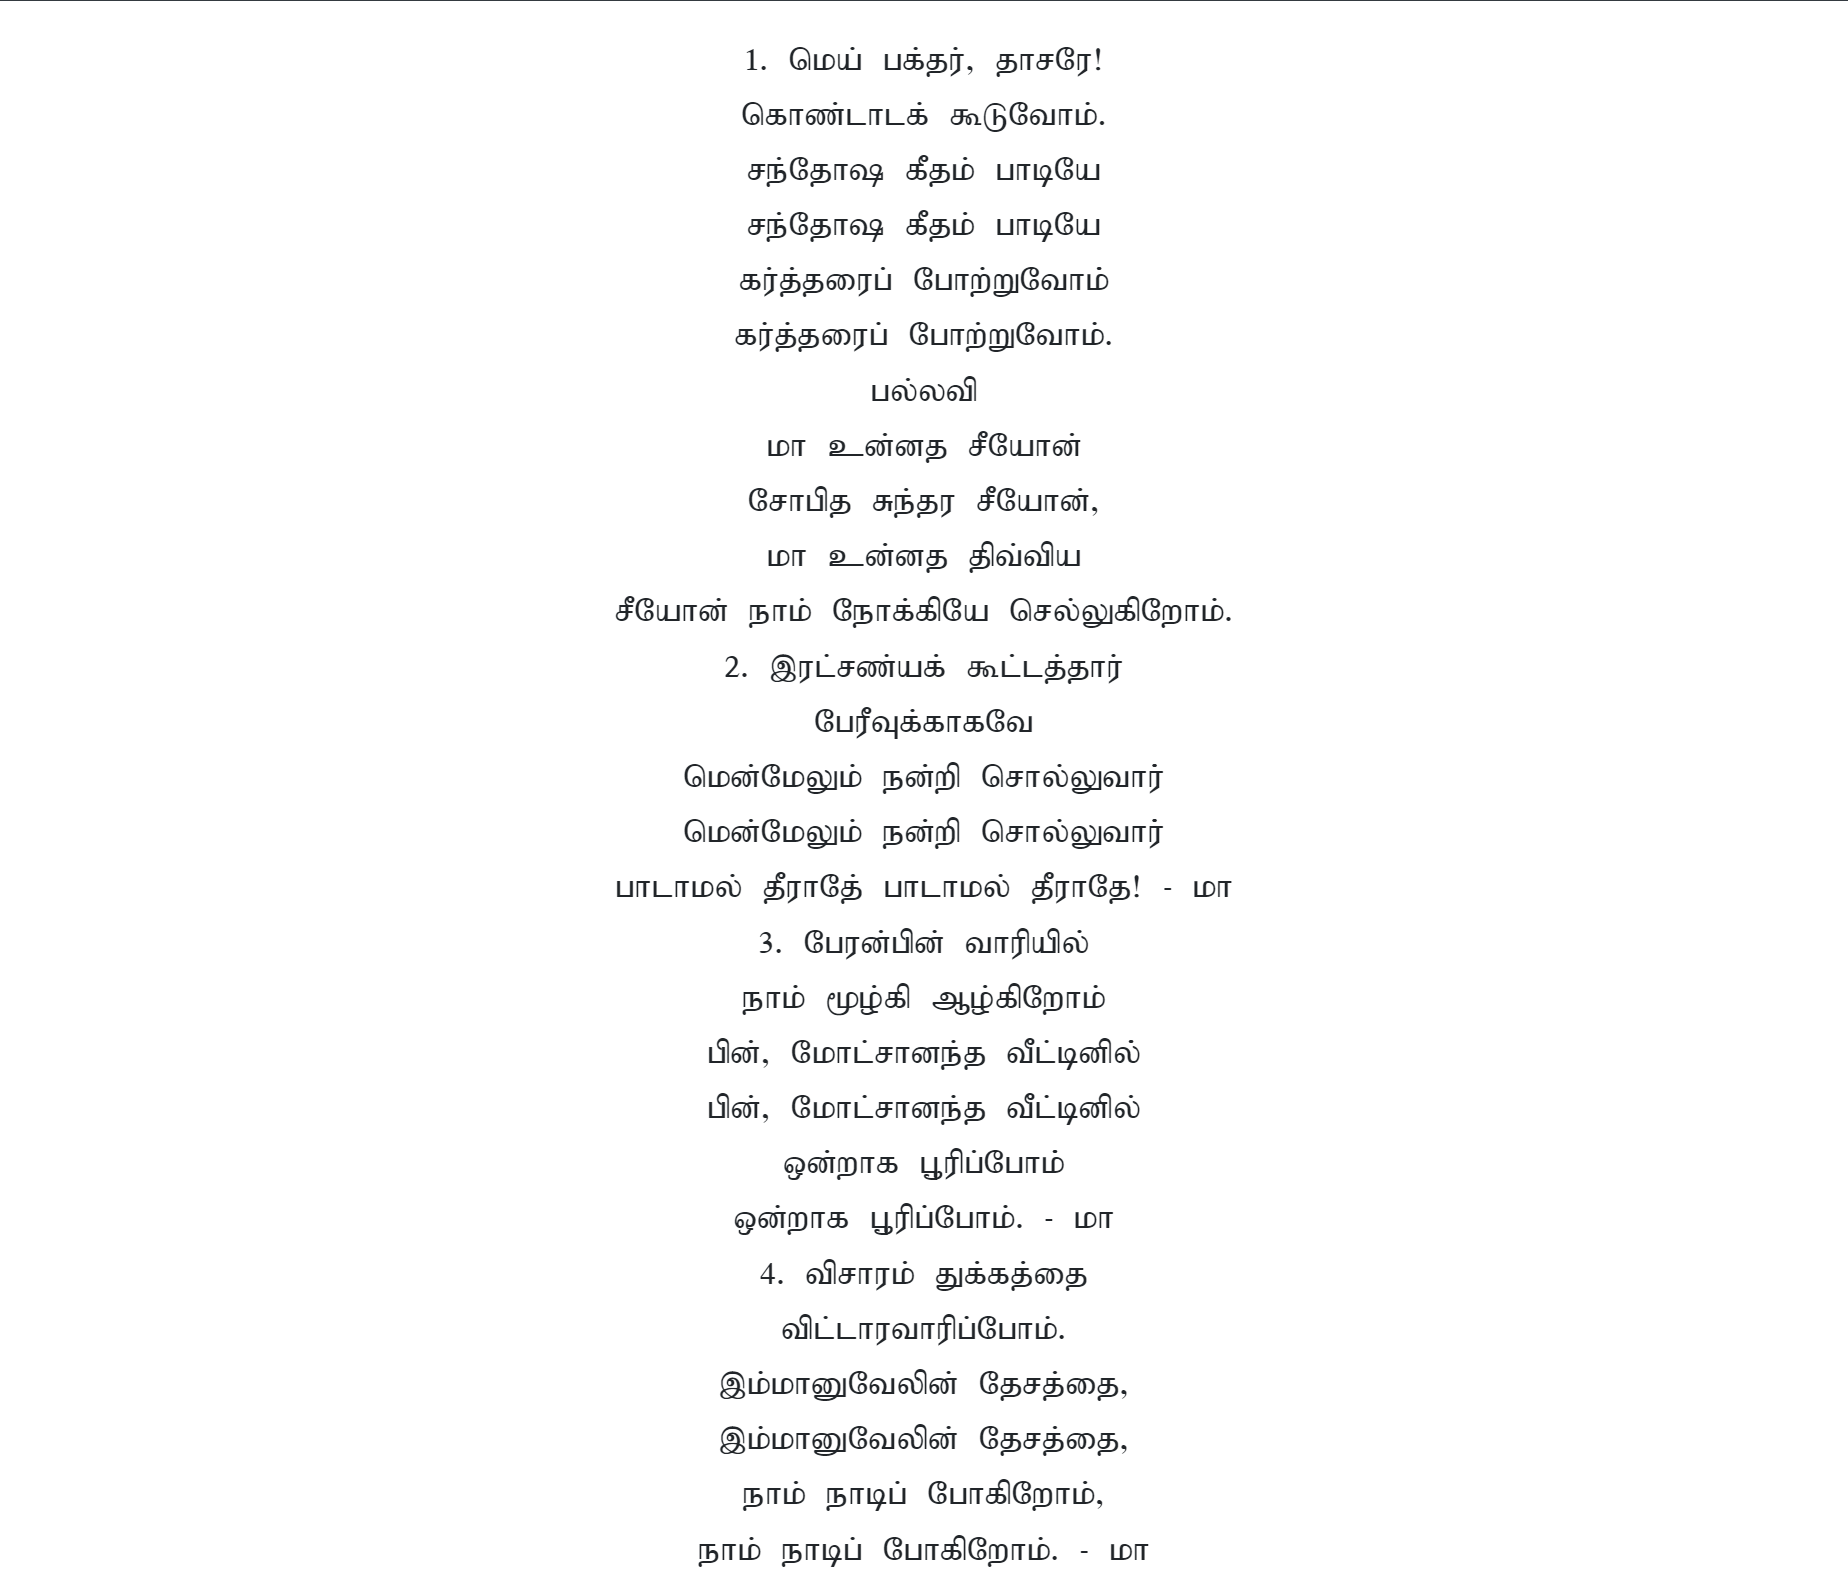 1. மெய் பக்தர், தாசரே!
கொண்டாடக் கூடுவோம்.
சந்தோஷ கீதம் பாடியே
சந்தோஷ கீதம் பாடியே
கர்த்தரைப் போற்றுவோம்
கர்த்தரைப் போற்றுவோம்.
பல்லவி
மா உன்னத சீயோன்
சோபித சுந்தர சீயோன்,
மா உன்னத திவ்விய
சீயோன் நாம் நோக்கியே செல்லுகிறோம்.
2. இரட்சண்யக் கூட்டத்தார்
பேரீவுக்காகவே
மென்மேலும் நன்றி சொல்லுவார்
மென்மேலும் நன்றி சொல்லுவார்
பாடாமல் தீராதே் பாடாமல் தீராதே! - மா
3. பேரன்பின் வாரியில்
நாம் மூழ்கி ஆழ்கிறோம்
பின், மோட்சானந்த வீட்டினில்
பின், மோட்சானந்த வீட்டினில்
ஒன்றாக பூரிப்போம்
ஒன்றாக பூரிப்போம். - மா
4. விசாரம் துக்கத்தை
விட்டாரவாரிப்போம்.
இம்மானுவேலின் தேசத்தை,
இம்மானுவேலின் தேசத்தை,
நாம் நாடிப் போகிறோம்,
நாம் நாடிப் போகிறோம். - மா